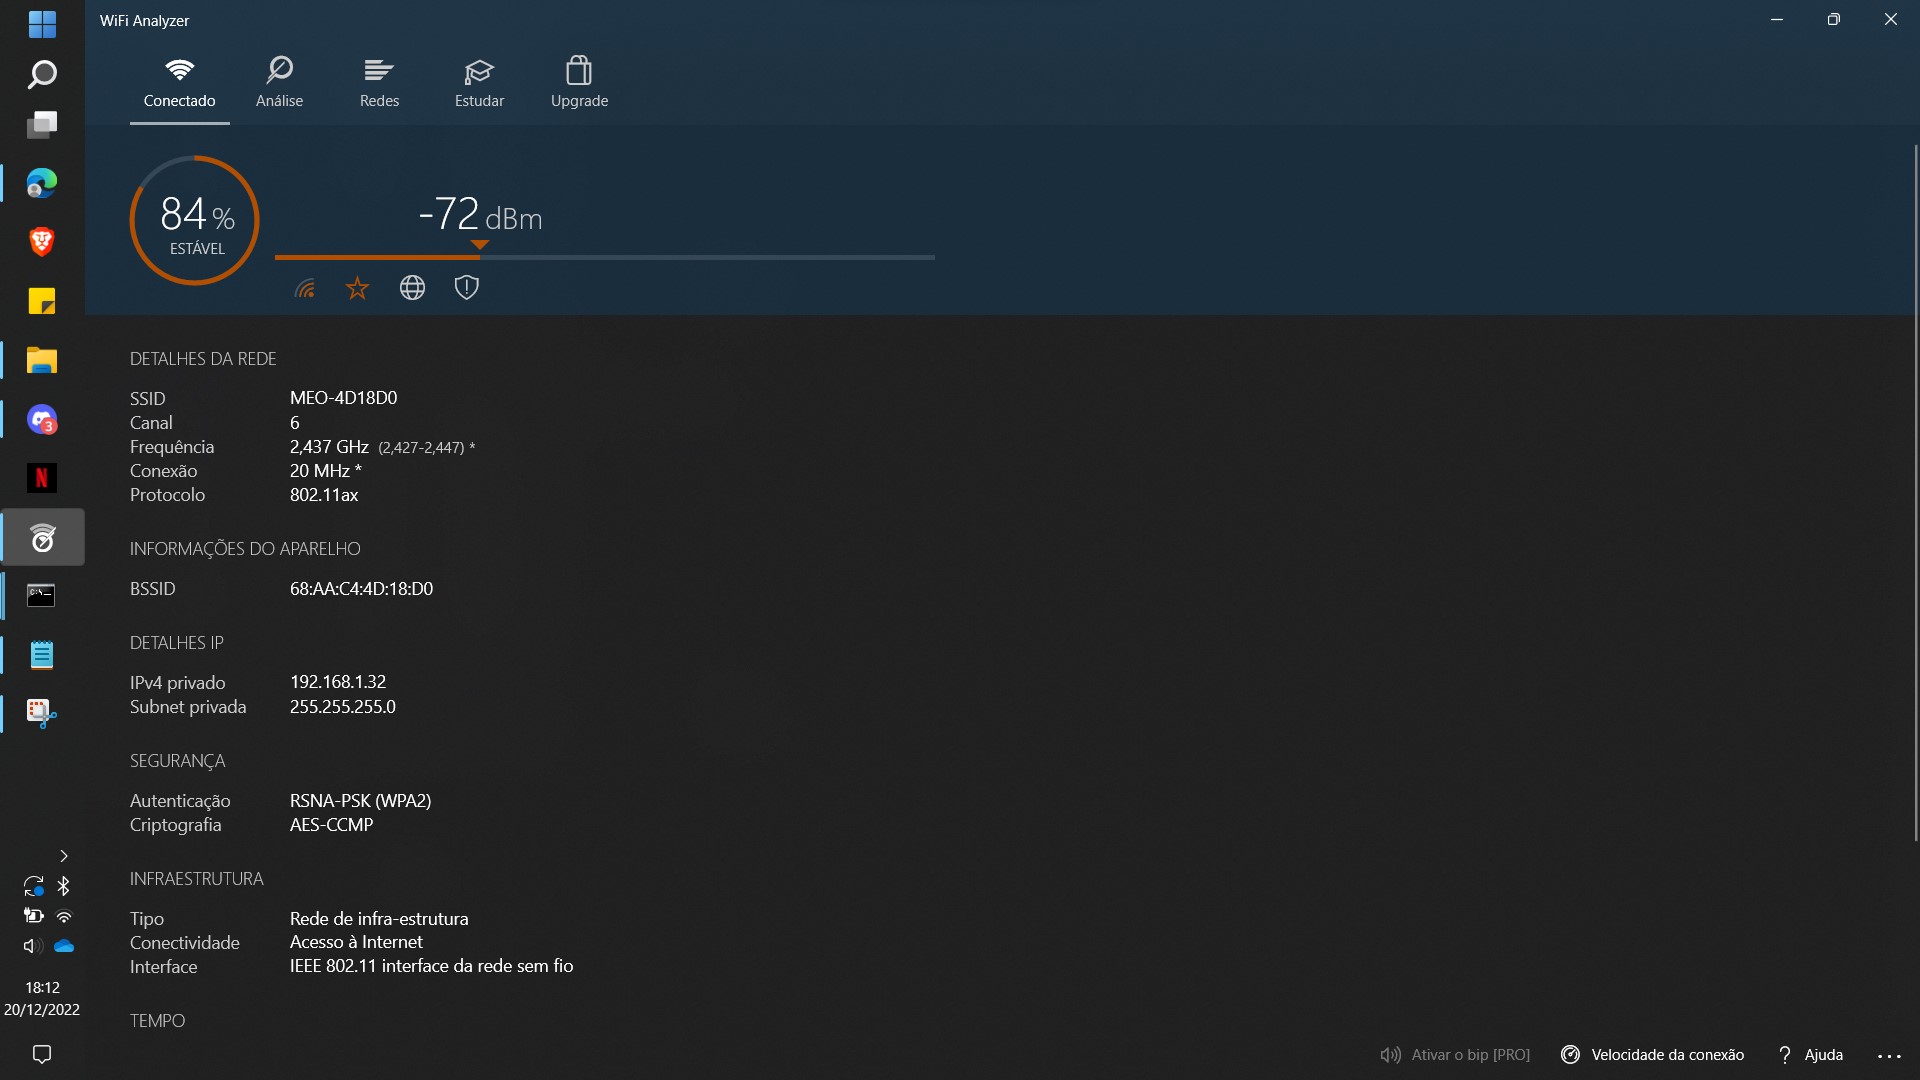 WiFi Analyzer
Conectado
Análise
Redes
Estudar
Upgrade
84%
ESTÁVEL
-72 dBm
DETALHES DA REDE
SSID MEO-4D18D0
Canal 6
Frequência 2,437 GHz (2,427-2,447) *
Conexão 20 MHz *
Protocolo 802.11ax
INFORMAÇÕES DO APARELHO
BSSID 68:AA:C4:4D:18:D0
DETALHES IP
IPv4 privado 192.168.1.32
Subnet privada 255.255.255.0
SEGURANÇA
Autenticação RSNA-PSK (WPA2)
Criptografia AES-CCMP
INFRAESTRUTURA
Tipo Rede de infra-estrutura
Conectividade Acesso à Internet
Interface IEEE 802.11 interface da rede sem fio
TEMPO
Ativar o bip [PRO]
Velocidade da conexão
? Ajuda
...
3
N
18:12
20/12/2022